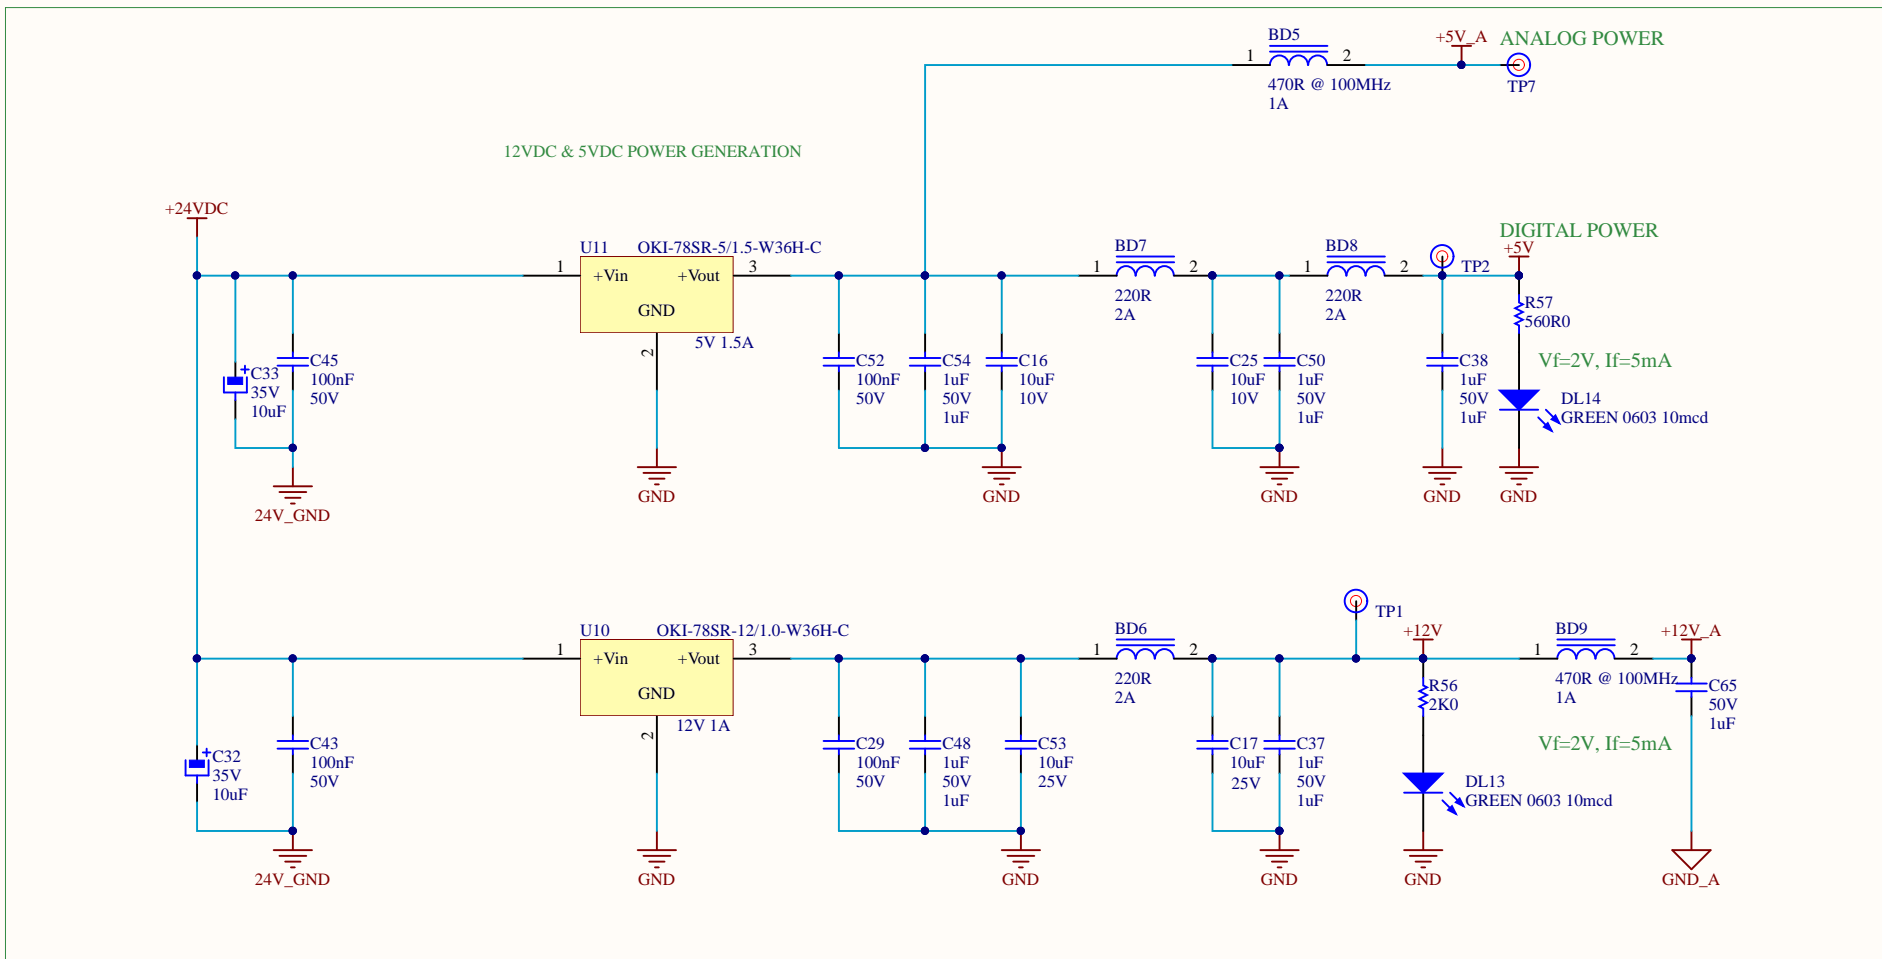 BD5
1
2
470R @ 100MHz
1A
+5V_A
ANALOG POWER
TP7
12VDC & 5VDC POWER GENERATION
+24VDC
U11
OKI-78SR-5/1.5-W36H-C
1
+Vin
+Vout
3
GND
2
5V 1.5A
GND
C33
35V
10uF
C45
100nF
50V
24V_GND
C52
100nF
50V
C54
1uF
50V
1uF
C16
10uF
10V
GND
BD7
1
2
220R
2A
C25
10uF
10V
C50
1uF
50V
1uF
GND
BD8
1
2
220R
2A
TP2
DIGITAL POWER
+5V
C38
1uF
50V
1uF
GND
R57
560R0
Vf=2V, If=5mA
DL14
GREEN 0603 10mcd
GND
U10
OKI-78SR-12/1.0-W36H-C
1
+Vin
+Vout
3
GND
2
12V 1A
GND
C32
35V
10uF
C43
100nF
50V
24V_GND
C29
100nF
50V
C48
1uF
50V
1uF
C53
10uF
25V
GND
BD6
1
2
220R
2A
C17
10uF
25V
C37
1uF
50V
1uF
GND
TP1
+12V
R56
2K0
DL13
GREEN 0603 10mcd
GND
BD9
1
2
470R @ 100MHz
1A
Vf=2V, If=5mA
+12V_A
C65
50V
1uF
GND_A